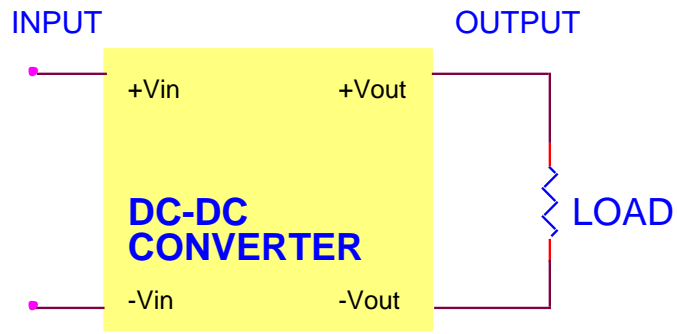 INPUT OUTPUT
+Vin +Vout
DC-DC
CONVERTER
LOAD
-Vin -Vout